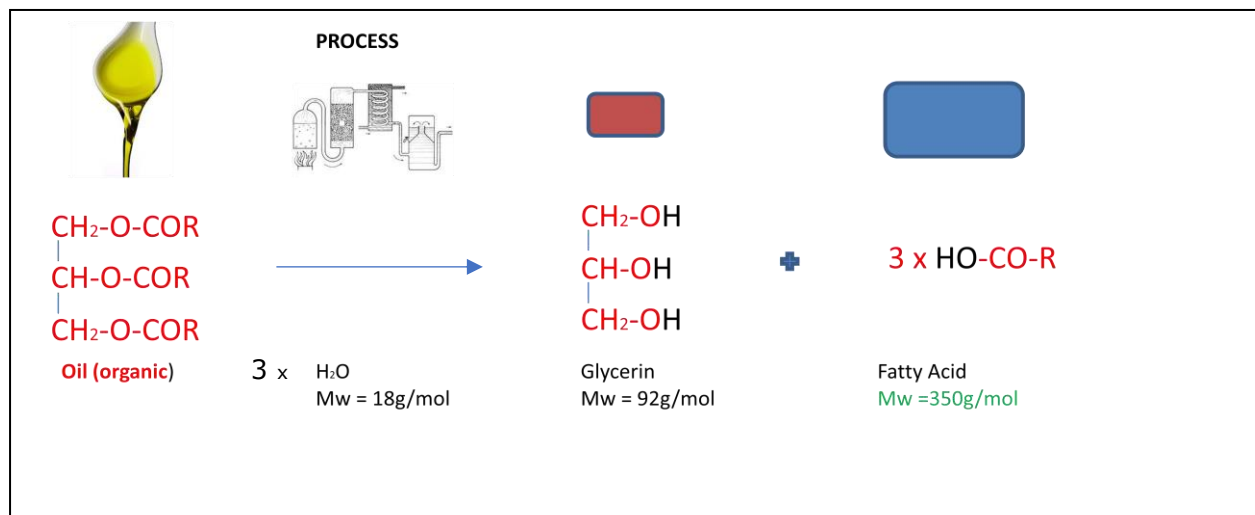 PROCESS
CH₂-O-COR
CH-O-COR
CH₂-O-COR
CH₂-OH
CH-OH
CH₂-OH
3 x HO-CO-R
Oil (organic)
3 x H₂O
Mw = 18g/mol
Glycerin
Mw = 92g/mol
Fatty Acid
Mw =350g/mol